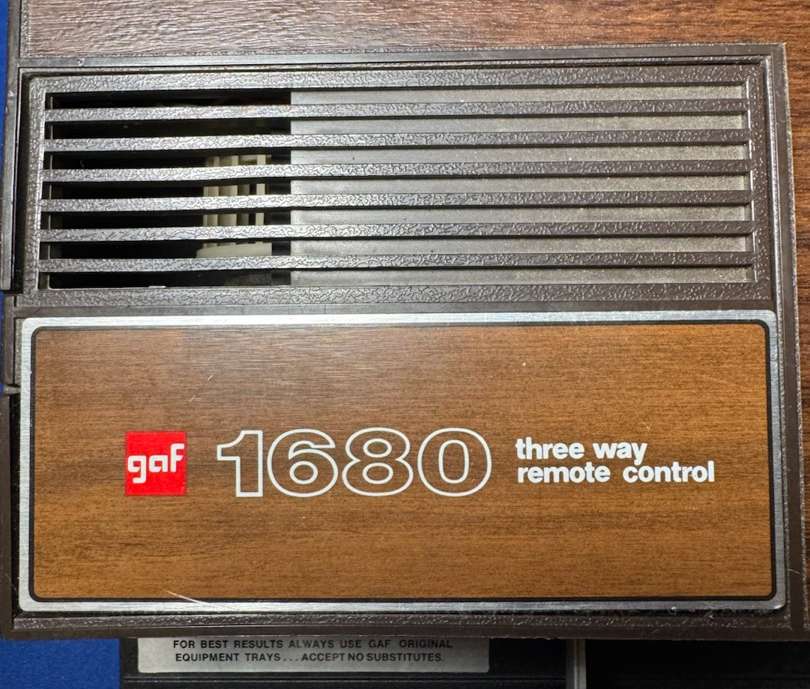 gaf
1680
three way
remote control
FOR BEST RESULTS ALWAYS USE GAF ORIGINAL
EQUIPMENT TRAYS...ACCEPT NO SUBSTITUTES.